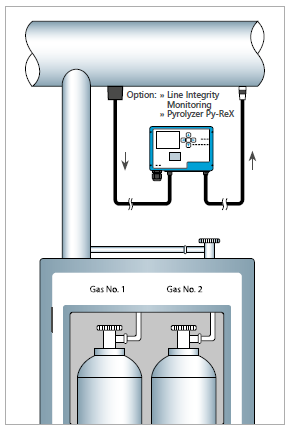 Option: » Line Integrity
Monitoring
» Pyrolyzer Py-ReX
Gas No. 1
Gas No. 2